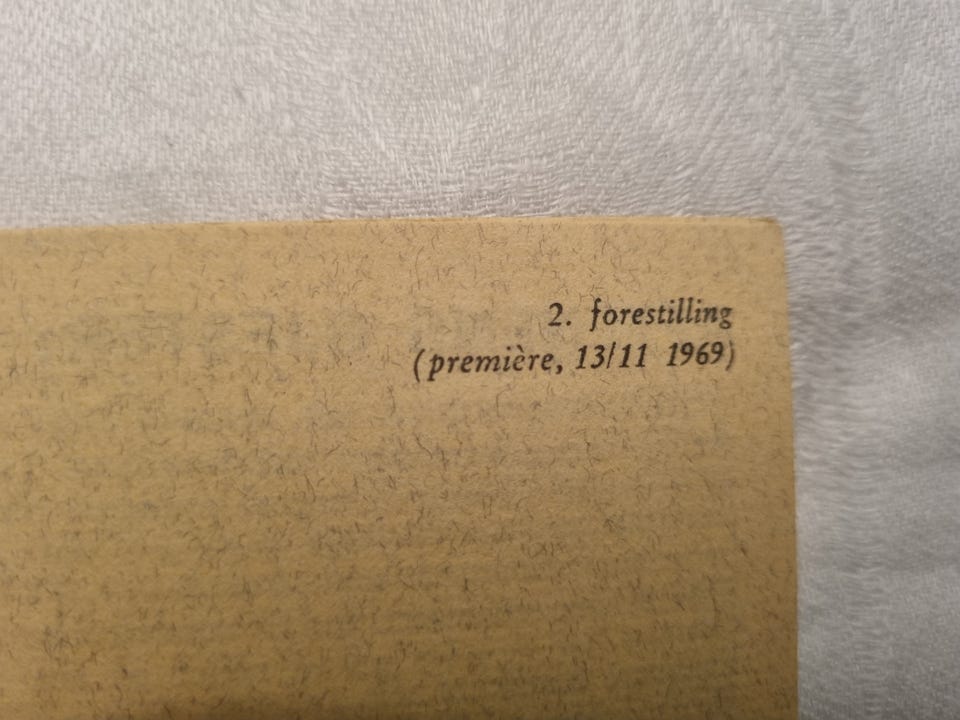 2. forestilling
(première, 13/11 1969)